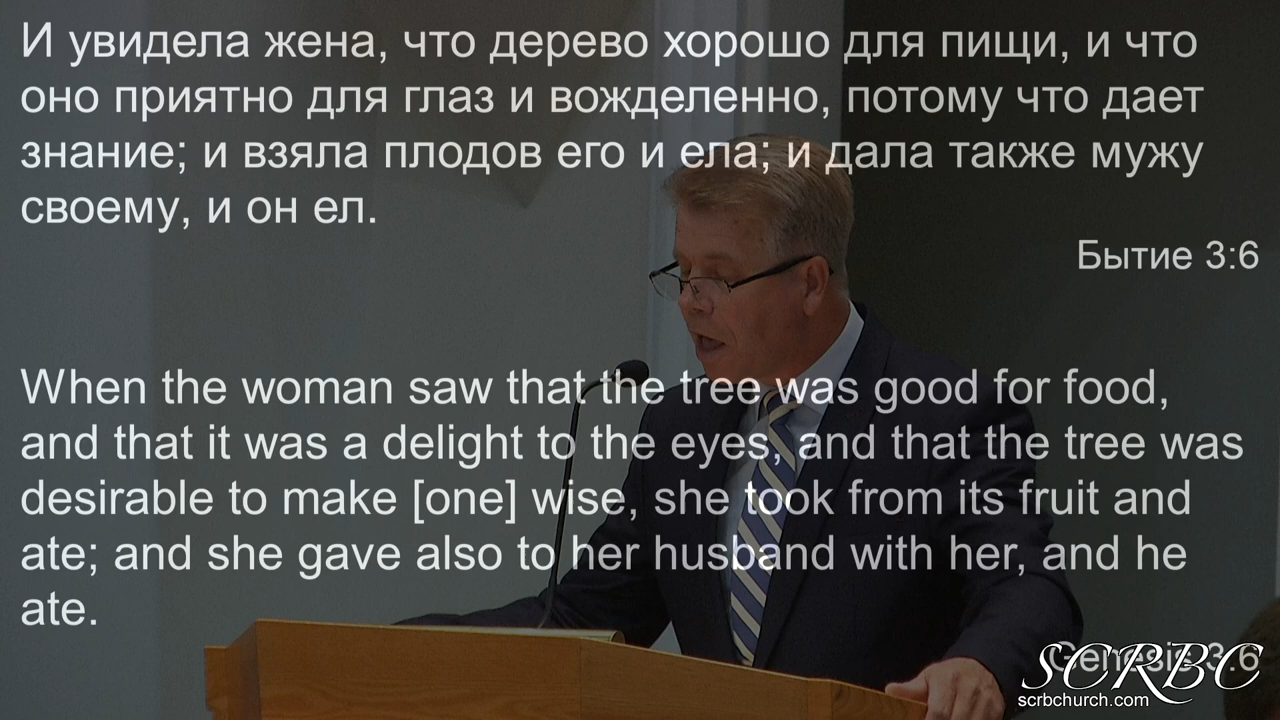 И увидела жена, что дерево хорошо для пищи, и что
оно приятно для глаз и вожделенно, потому что дает
знание; и взяла плодов его и ела; и дала также мужу
своему, и он ел.
Бытие 3:6
When the woman saw that the tree was good for food,
and that it was a delight to the eyes, and that the tree was
desirable to make [one] wise, she took from its fruit and
ate; and she gave also to her husband with her, and he
ate.
Genesis 3:6
SCRBC
scrbchurch.com